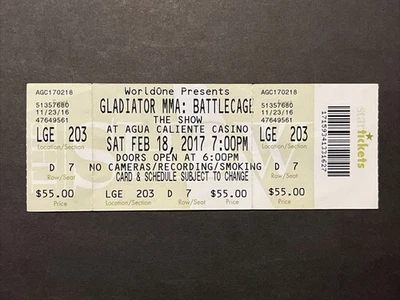 AGC170218
51357680
11/23/16
47649561
LGE 203
Location/Section
D 7
Row/Seat
$55.00
Price
WorldOne Presents
GLADIATOR MMA: BATTLECAGE
THE SHOW
AT AGUA CALIENTE CASINO
SAT FEB 18, 2017 7:00PM
DOORS OPEN AT 6:00PM
NO CAMERAS/RECORDING/SMOKING
CARD & SCHEDULE SUBJECT TO CHANGE
LGE 203 D 7 $55.00
Location/Section Row/Seat Price
AGC170218
51357680
11/23/16
47649561
LGE 203
Location/Section
D 7
Row/Seat
$55.00
Price
startickets